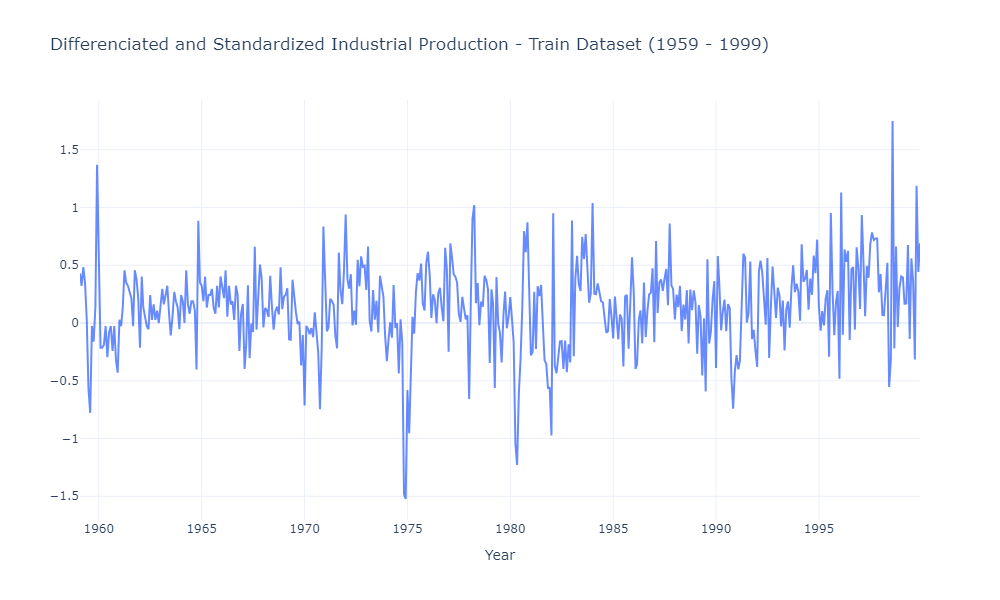 Differenciated and Standardized Industrial Production - Train Dataset (1959 - 1999)
1.5
1
0.5
0
−0.5
−1
−1.5
1960 1965 1970 1975 1980 1985 1990 1995
Year